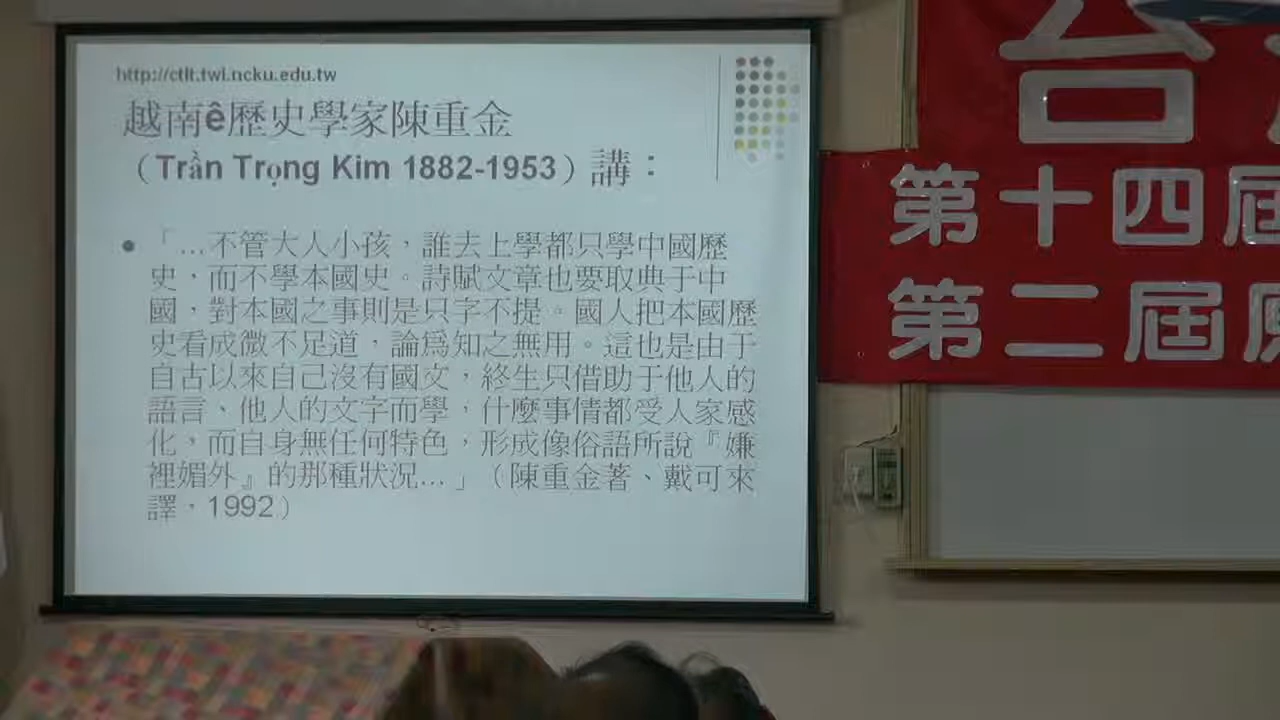 http://ctlt.twl.ncku.edu.tw
越南ê歷史學家陳重金
（Trần Trọng Kim 1882-1953）講：
「…不管大人小孩，誰去上學都只學中國歷
史，而不學本國史。詩賦文章也要取典于中
國，對本國之事則是只字不提。國人把本國歷
史看成微不足道，論為知之無用。這也是由于
自古以來自己沒有國文，終生只借助于他人的
語言、他人的文字而學，什麼事情都受人家感
化，而自身無任何特色，形成像俗語所說『嫌
裡媚外』的那種狀況…」（陳重金著、戴可來
譯，1992）
台
第十四屆
第二屆